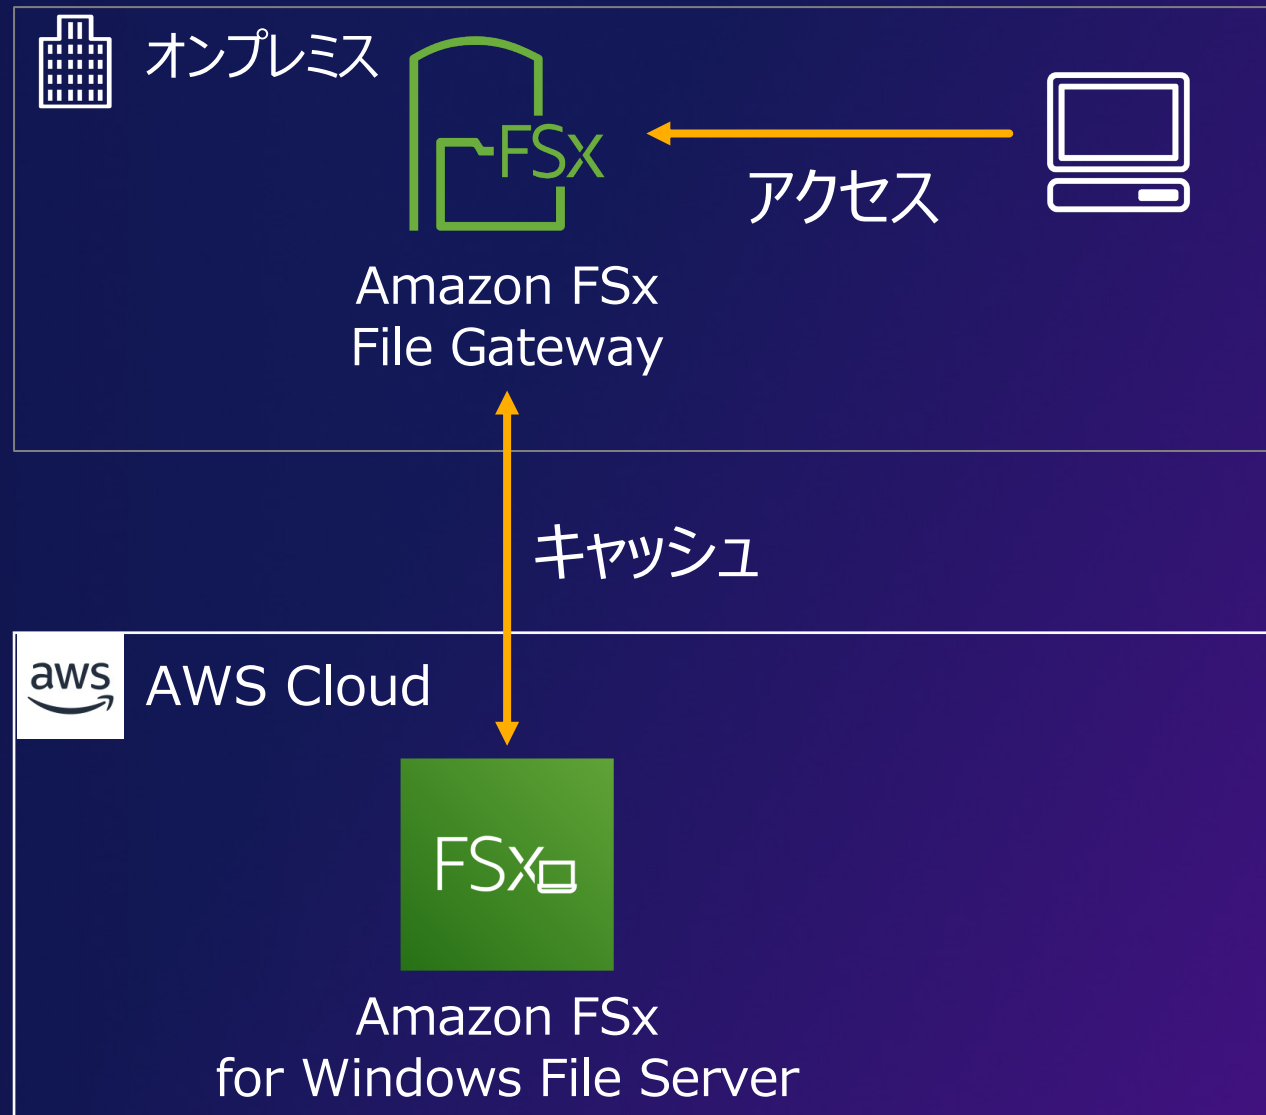 オンプレミス
FSx
アクセス
Amazon FSx
File Gateway
キャッシュ
aws
AWS Cloud
FSx
Amazon FSx
for Windows File Server